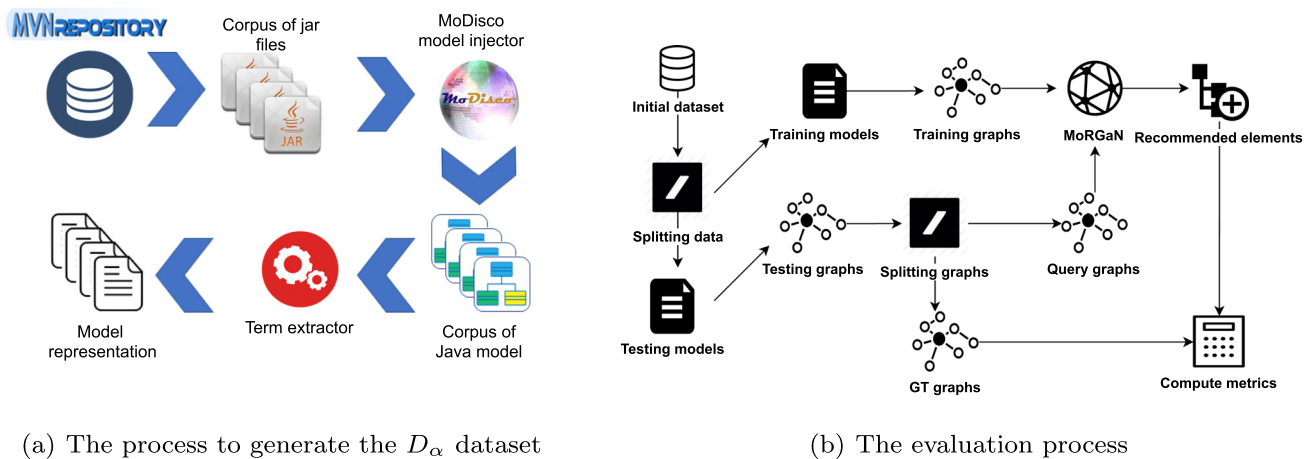 MVNREPOSITORY
Corpus of jar
files
JAR
MoDisco
model injector
MoDisco
Model
representation
Term extractor
Corpus of
Java model
(a) The process to generate the Dα dataset
Initial dataset
Training models
Training graphs
MoRGaN
Recommended elements
Splitting data
Testing graphs
Splitting graphs
Query graphs
Testing models
GT graphs
Compute metrics
(b) The evaluation process